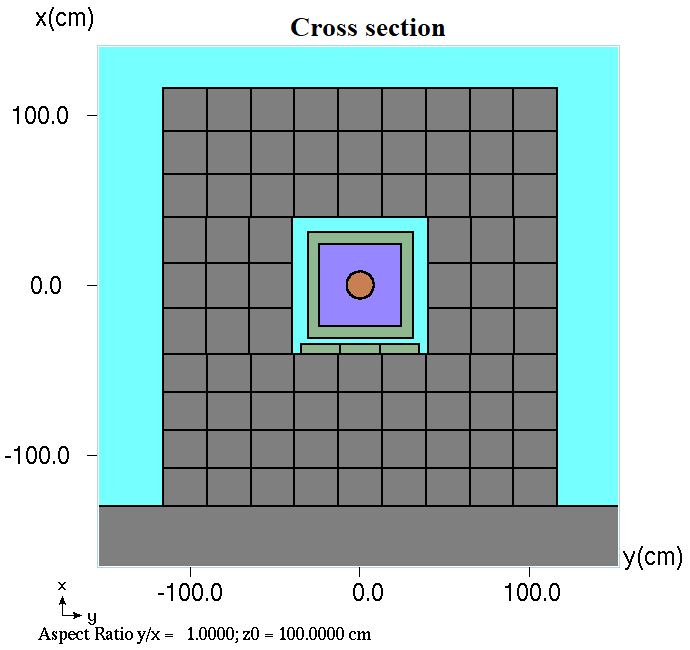 x(cm)
Cross section
100.0
0.0
-100.0
y(cm)
-100.0 0.0 100.0
x
y
Aspect Ratio y/x = 1.0000; z0 = 100.0000 cm